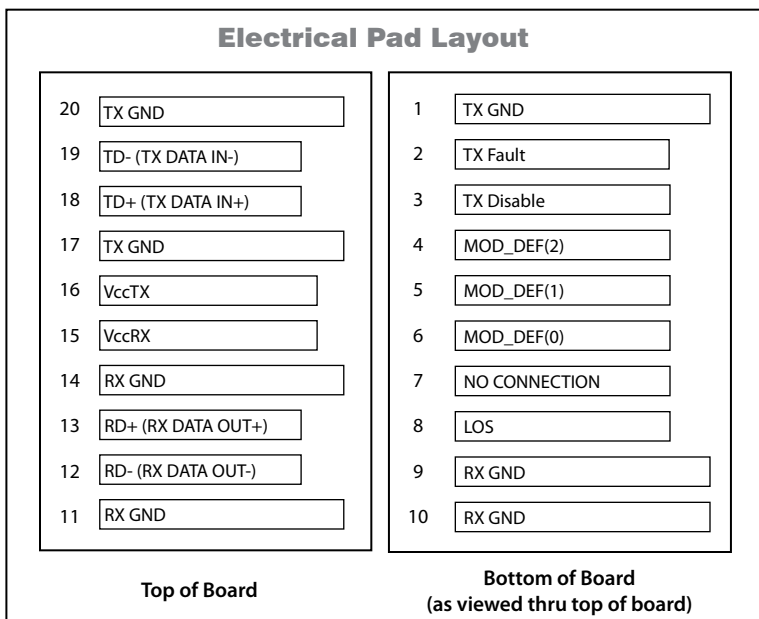 Electrical Pad Layout
20 TX GND
19 TD- (TX DATA IN-)
18 TD+ (TX DATA IN+)
17 TX GND
16 VccTX
15 VccRX
14 RX GND
13 RD+ (RX DATA OUT+)
12 RD- (RX DATA OUT-)
11 RX GND
Top of Board
1 TX GND
2 TX Fault
3 TX Disable
4 MOD_DEF(2)
5 MOD_DEF(1)
6 MOD_DEF(0)
7 NO CONNECTION
8 LOS
9 RX GND
10 RX GND
Bottom of Board
(as viewed thru top of board)